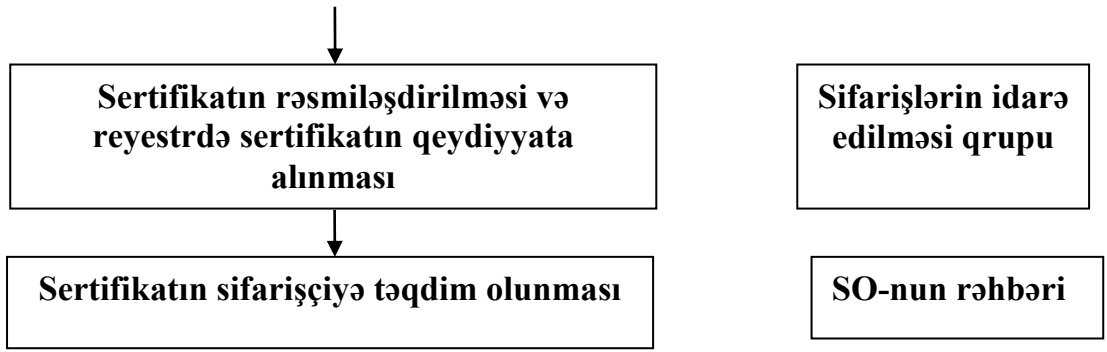 Sertifikatın rəsmiləşdirilməsi və
reyestrdə sertifikatın qeydiyyata
alınması
Sifarişlərin idarə
edilməsi qrupu
Sertifikatın sifarişçiyə təqdim olunması
SO-nun rəhbəri